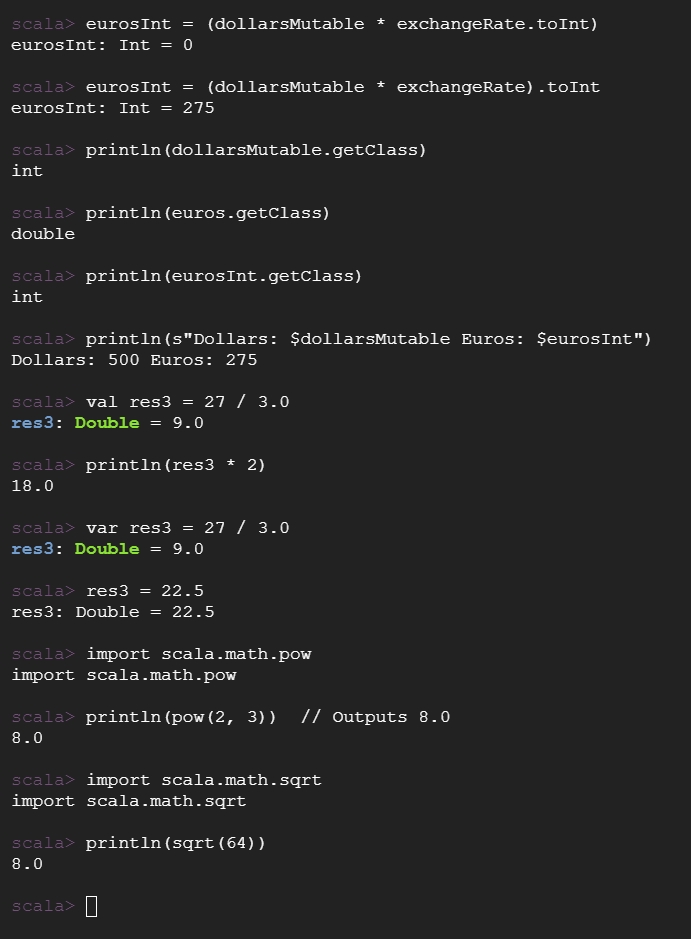 scala> eurosInt = (dollarsMutable * exchangeRate.toInt)
eurosInt: Int = 0
scala> eurosInt = (dollarsMutable * exchangeRate).toInt
eurosInt: Int = 275
scala> println(dollarsMutable.getClass)
int
scala> println(euros.getClass)
double
scala> println(eurosInt.getClass)
int
scala> println(s"Dollars: $dollarsMutable Euros: $eurosInt")
Dollars: 500 Euros: 275
scala> val res3 = 27 / 3.0
res3: Double = 9.0
scala> println(res3 * 2)
18.0
scala> var res3 = 27 / 3.0
res3: Double = 9.0
scala> res3 = 22.5
res3: Double = 22.5
scala> import scala.math.pow
import scala.math.pow
scala> println(pow(2, 3))  // Outputs 8.0
8.0
scala> import scala.math.sqrt
import scala.math.sqrt
scala> println(sqrt(64))
8.0
scala>